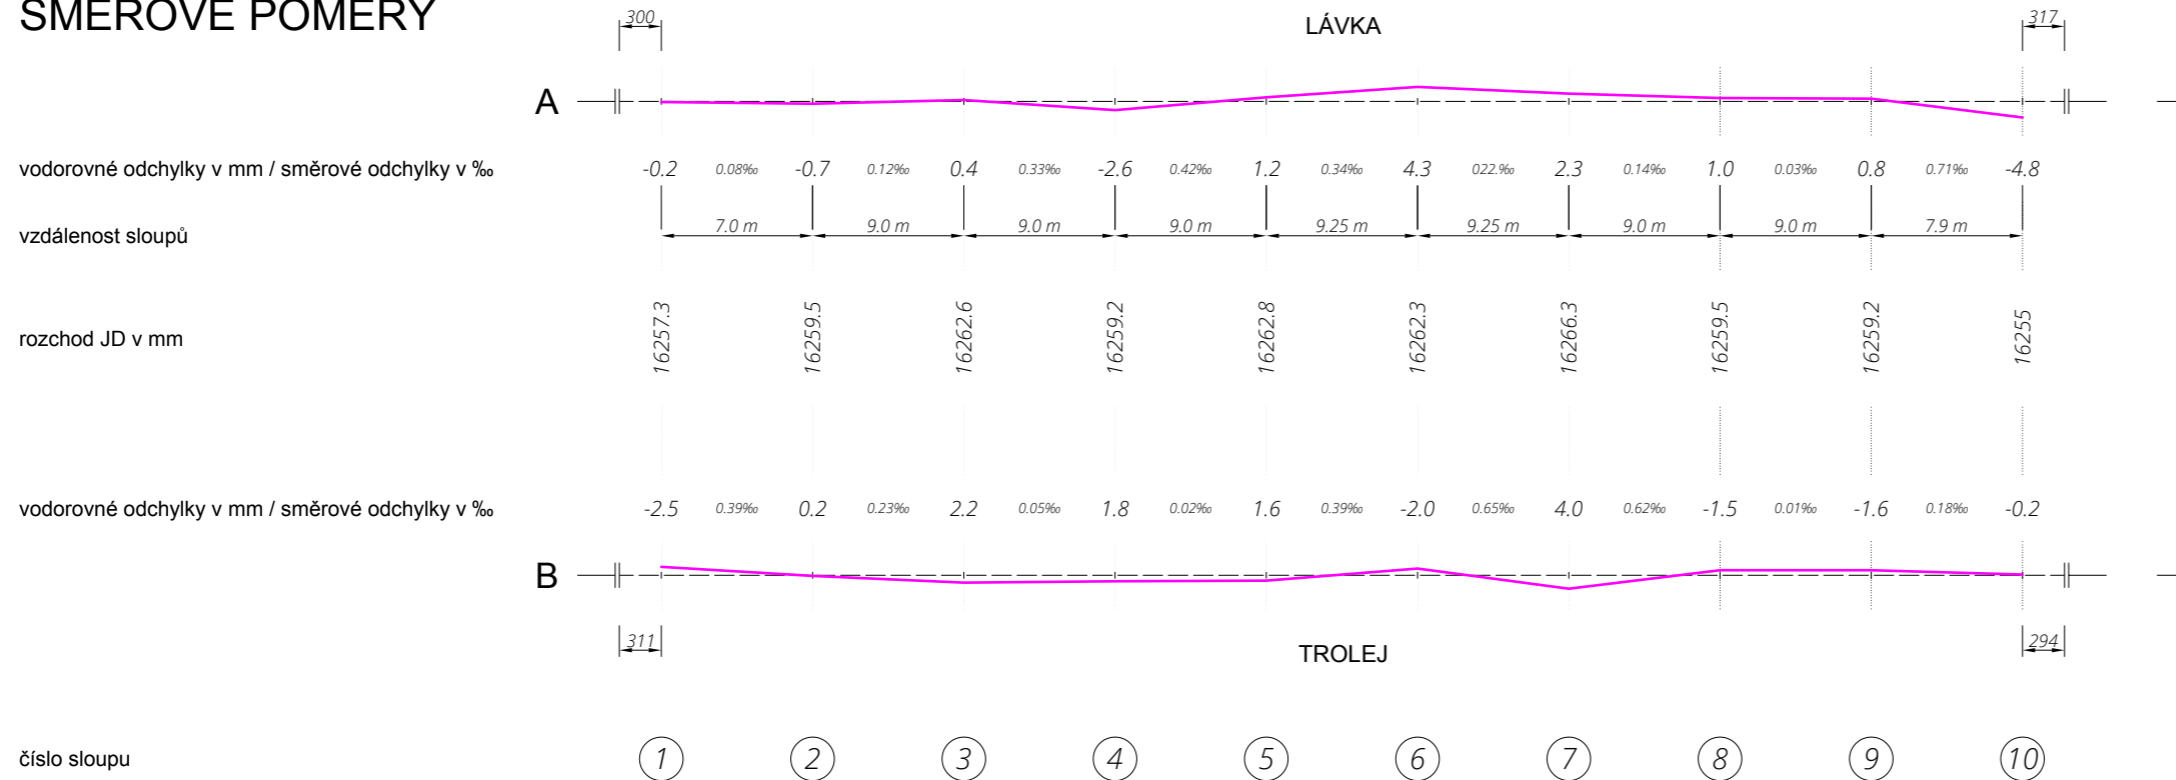 SMĚROVÉ POMĚRY
300 LÁVKA 317
A
vodorovné odchylky v mm / směrové odchylky v ‰ -0.2 0.08‰ -0.7 0.12‰ 0.4 0.33‰ -2.6 0.42‰ 1.2 0.34‰ 4.3 022.‰ 2.3 0.14‰ 1.0 0.03‰ 0.8 0.71‰ -4.8
vzdálenost sloupů 7.0 m 9.0 m 9.0 m 9.0 m 9.25 m 9.25 m 9.0 m 9.0 m 7.9 m
rozchod JD v mm 16257.3 16259.5 16262.6 16259.2 16262.8 16262.3 16266.3 16259.5 16259.2 16255
vodorovné odchylky v mm / směrové odchylky v ‰ -2.5 0.39‰ 0.2 0.23‰ 2.2 0.05‰ 1.8 0.02‰ 1.6 0.39‰ -2.0 0.65‰ 4.0 0.62‰ -1.5 0.01‰ -1.6 0.18‰ -0.2
B
311 TROLEJ 294
číslo sloupu 1 2 3 4 5 6 7 8 9 10